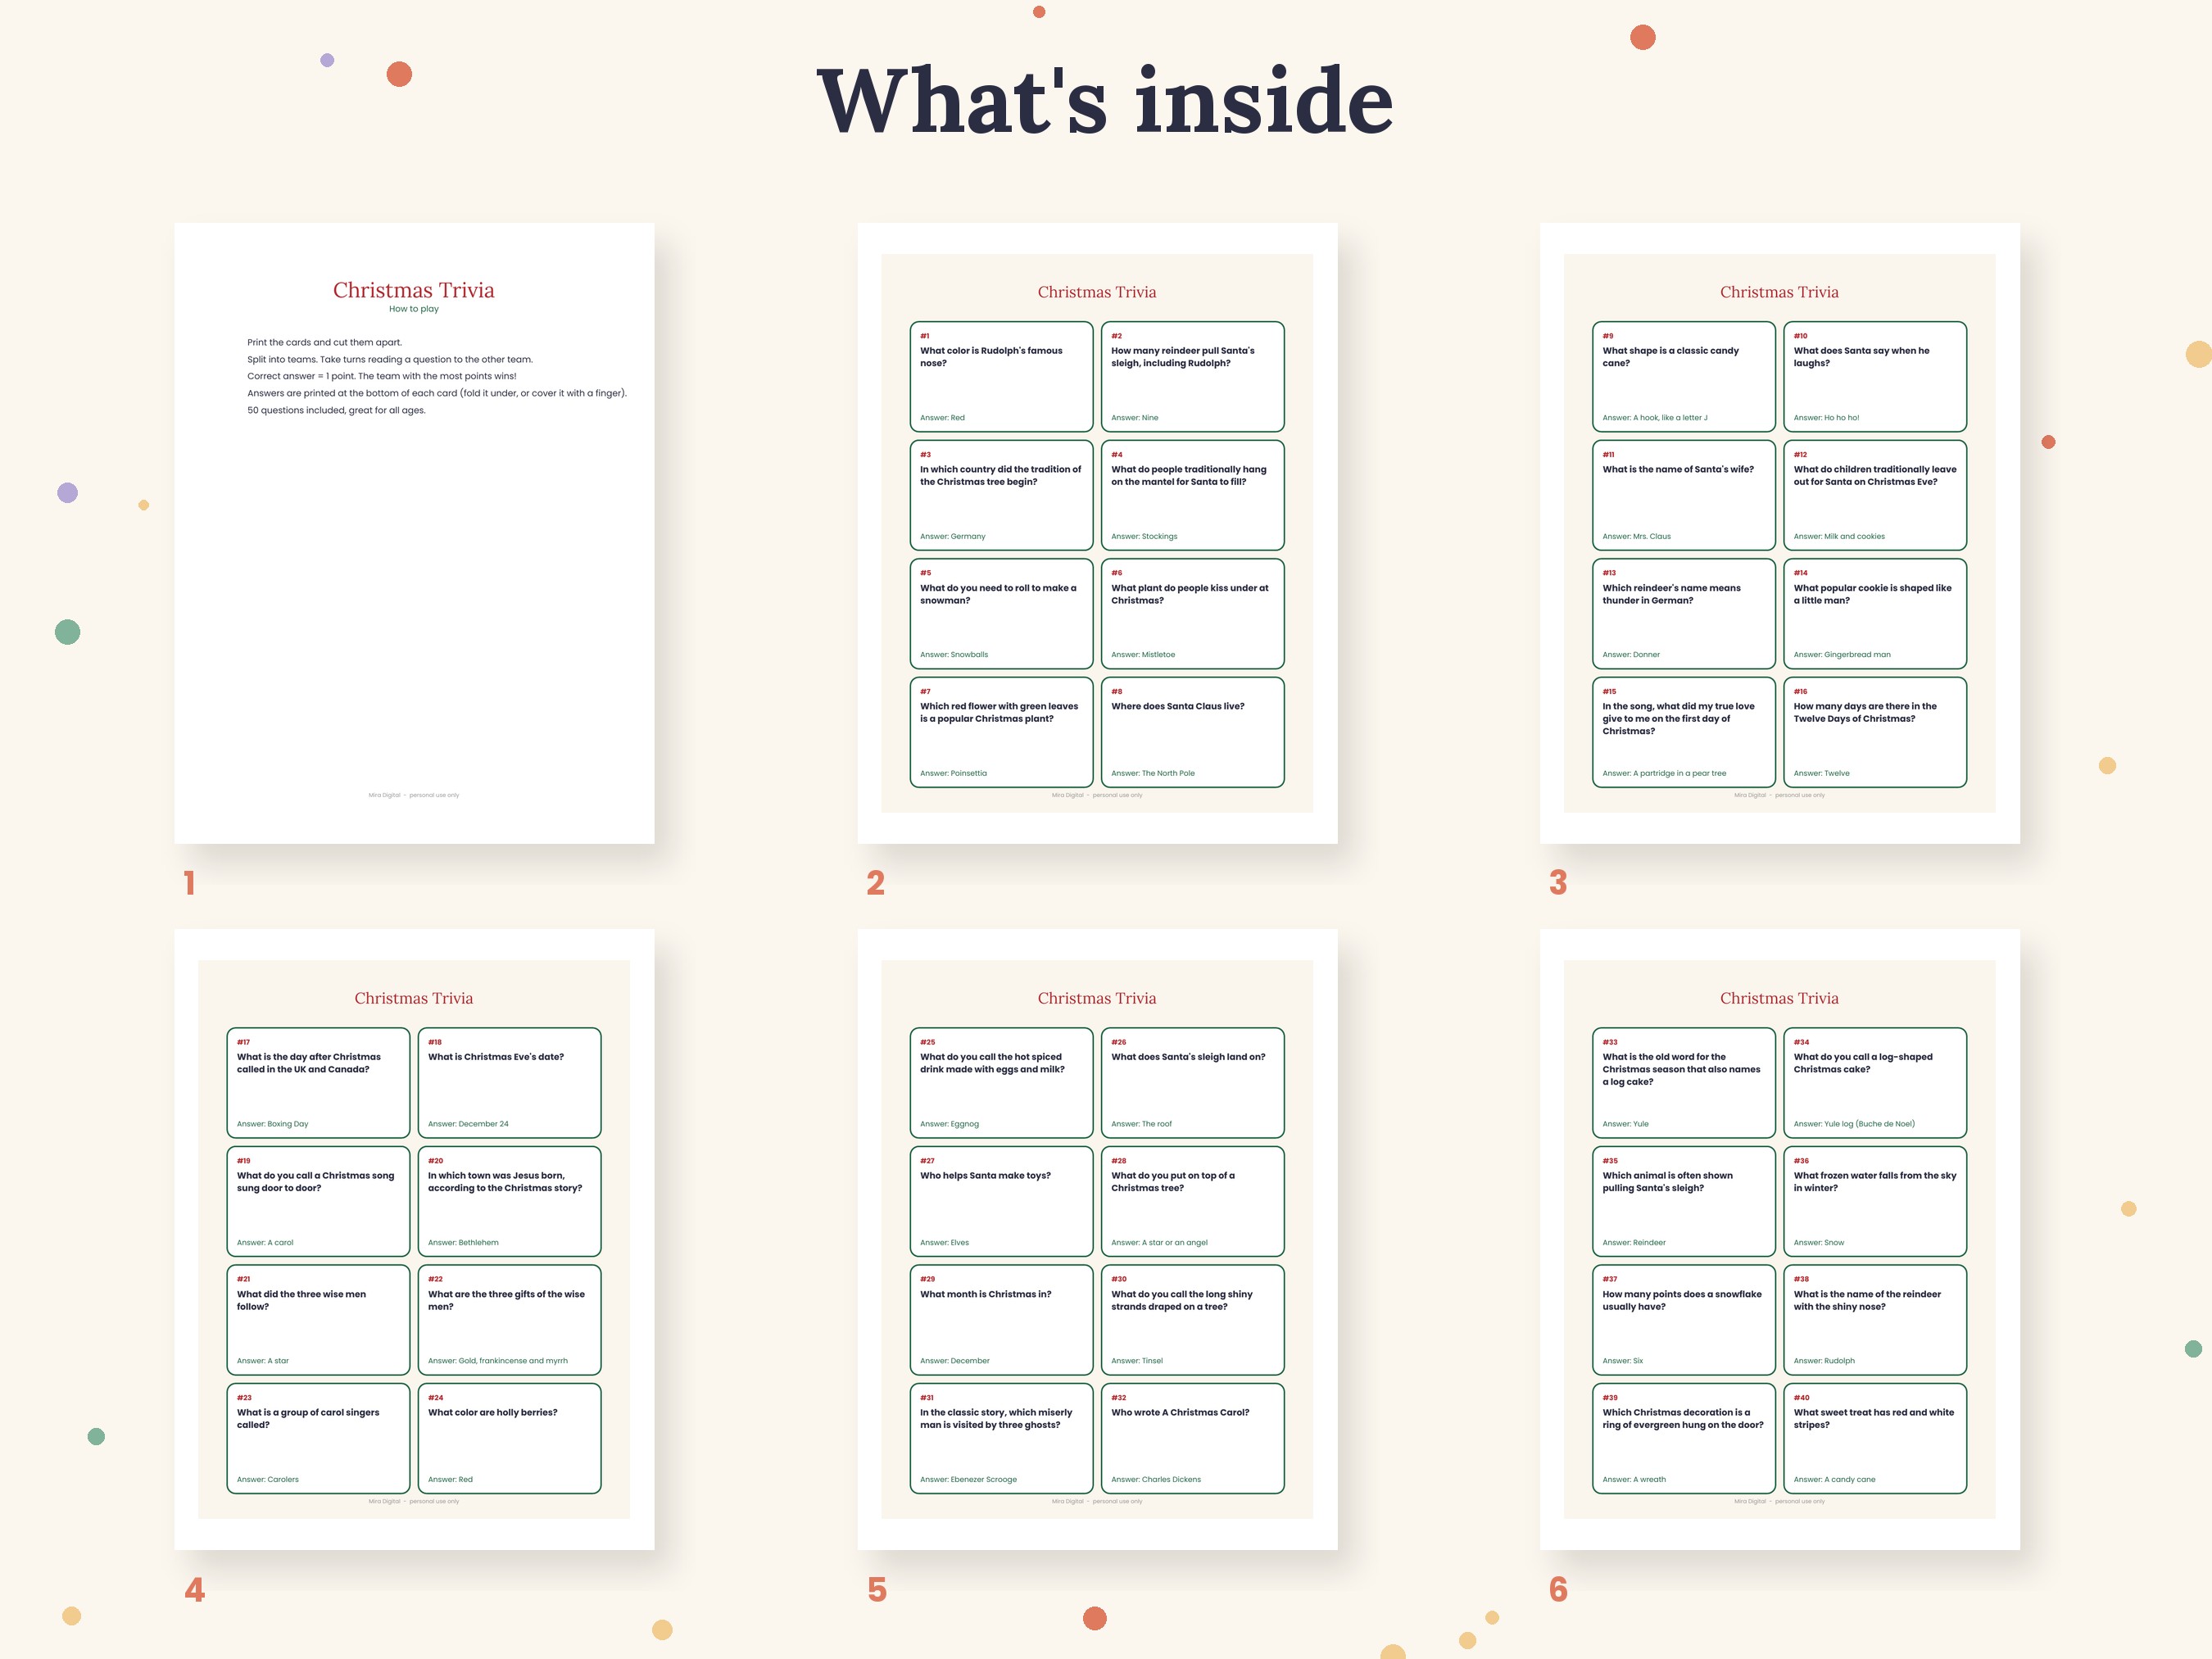 What's inside
Christmas Trivia
How to play
Print the cards and cut them apart.
Split into teams. Take turns reading a question to the other team.
Correct answer = 1 point. The team with the most points wins!
Answers are printed at the bottom of each card (fold it under, or cover it with a finger).
50 questions included, great for all ages.
Mira Digital - personal use only
1
Christmas Trivia
#1
What color is Rudolph's famous
nose?
Answer: Red
#2
How many reindeer pull Santa's
sleigh, including Rudolph?
Answer: Nine
#3
In which country did the tradition of
the Christmas tree begin?
Answer: Germany
#4
What do people traditionally hang
on the mantel for Santa to fill?
Answer: Stockings
#5
What do you need to roll to make a
snowman?
Answer: Snowballs
#6
What plant do people kiss under at
Christmas?
Answer: Mistletoe
#7
Which red flower with green leaves
is a popular Christmas plant?
Answer: Poinsettia
#8
Where does Santa Claus live?
Answer: The North Pole
Mira Digital - personal use only
2
Christmas Trivia
#9
What shape is a classic candy
cane?
Answer: A hook, like a letter J
#10
What does Santa say when he
laughs?
Answer: Ho ho ho!
#11
What is the name of Santa's wife?
Answer: Mrs. Claus
#12
What do children traditionally leave
out for Santa on Christmas Eve?
Answer: Milk and cookies
#13
Which reindeer's name means
thunder in German?
Answer: Donner
#14
What popular cookie is shaped like
a little man?
Answer: Gingerbread man
#15
In the song, what did my true love
give to me on the first day of
Christmas?
Answer: A partridge in a pear tree
#16
How many days are there in the
Twelve Days of Christmas?
Answer: Twelve
Mira Digital - personal use only
3
Christmas Trivia
#17
What is the day after Christmas
called in the UK and Canada?
Answer: Boxing Day
#18
What is Christmas Eve's date?
Answer: December 24
#19
What do you call a Christmas song
sung door to door?
Answer: A carol
#20
In which town was Jesus born,
according to the Christmas story?
Answer: Bethlehem
#21
What did the three wise men
follow?
Answer: A star
#22
What are the three gifts of the wise
men?
Answer: Gold, frankincense and myrrh
#23
What is a group of carol singers
called?
Answer: Carolers
#24
What color are holly berries?
Answer: Red
Mira Digital - personal use only
4
Christmas Trivia
#25
What do you call the hot spiced
drink made with eggs and milk?
Answer: Eggnog
#26
What does Santa's sleigh land on?
Answer: The roof
#27
Who helps Santa make toys?
Answer: Elves
#28
What do you put on top of a
Christmas tree?
Answer: A star or an angel
#29
What month is Christmas in?
Answer: December
#30
What do you call the long shiny
strands draped on a tree?
Answer: Tinsel
#31
In the classic story, which miserly
man is visited by three ghosts?
Answer: Ebenezer Scrooge
#32
Who wrote A Christmas Carol?
Answer: Charles Dickens
Mira Digital - personal use only
5
Christmas Trivia
#33
What is the old word for the
Christmas season that also names
a log cake?
Answer: Yule
#34
What do you call a log-shaped
Christmas cake?
Answer: Yule log (Buche de Noel)
#35
Which animal is often shown
pulling Santa's sleigh?
Answer: Reindeer
#36
What frozen water falls from the sky
in winter?
Answer: Snow
#37
How many points does a snowflake
usually have?
Answer: Six
#38
What is the name of the reindeer
with the shiny nose?
Answer: Rudolph
#39
Which Christmas decoration is a
ring of evergreen hung on the door?
Answer: A wreath
#40
What sweet treat has red and white
stripes?
Answer: A candy cane
Mira Digital - personal use only
6